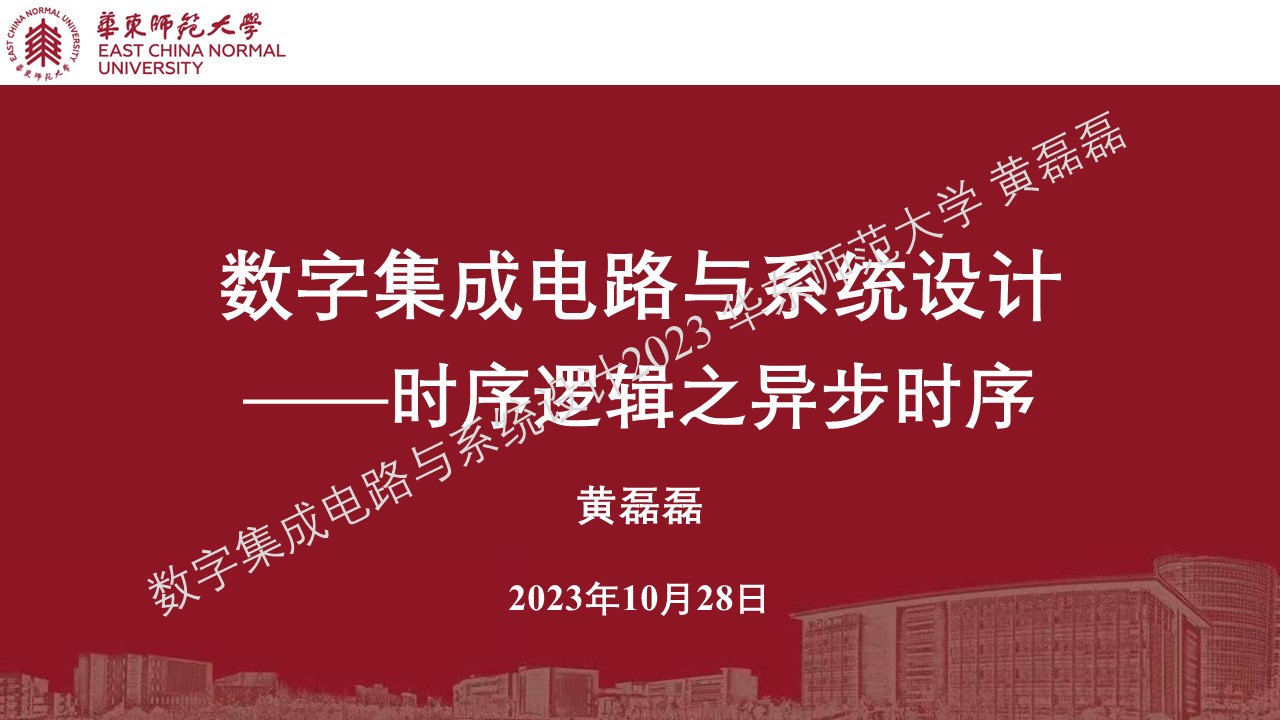 華東師範大學
EAST CHINA NORMAL
UNIVERSITY
EAST CHINA NORMAL UNIVERSITY
華東師範大學
数字集成电路与系统设计
——时序逻辑之异步时序
黄磊磊
2023年10月28日
数字集成电路与系统设计2023 华东师范大学 黄磊磊